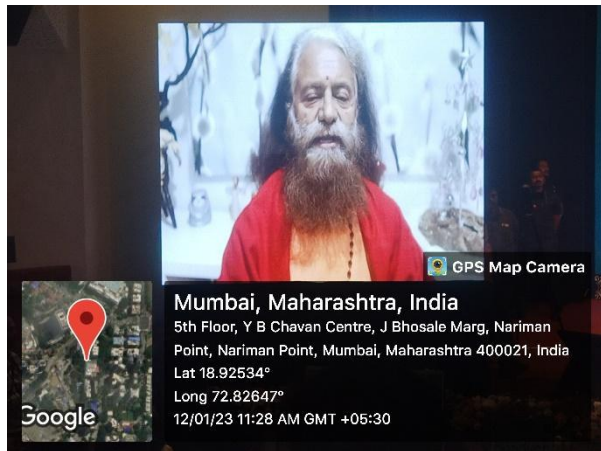 GPS Map Camera
Mumbai, Maharashtra, India
5th Floor, Y B Chavan Centre, J Bhosale Marg, Nariman
Point, Nariman Point, Mumbai, Maharashtra 400021, India
Lat 18.92534°
Long 72.82647°
12/01/23 11:28 AM GMT +05:30
Google